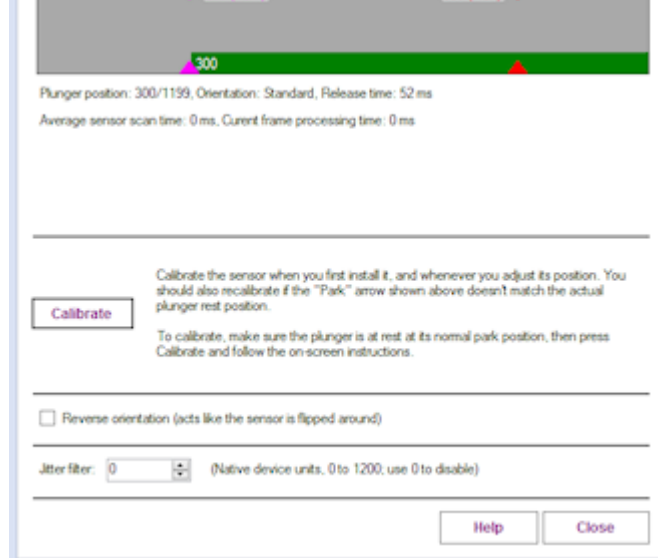 300
Plunger position: 300/1199, Orientation: Standard, Release time: 52 ms
Average sensor scan time: 0 ms, Curent frame processing time: 0 ms
Calibrate the sensor when you first install it, and whenever you adjust its position. You
should also recalibrate if the "Park" arrow shown above doesn't match the actual
plunger rest position.
Calibrate
To calibrate, make sure the plunger is at rest at its normal park position, then press
Calibrate and follow the on-screen instructions.
Reverse orientation (acts like the sensor is flipped around)
Jitter filter: 0 (Native device units, 0 to 1200; use 0 to disable)
Help Close